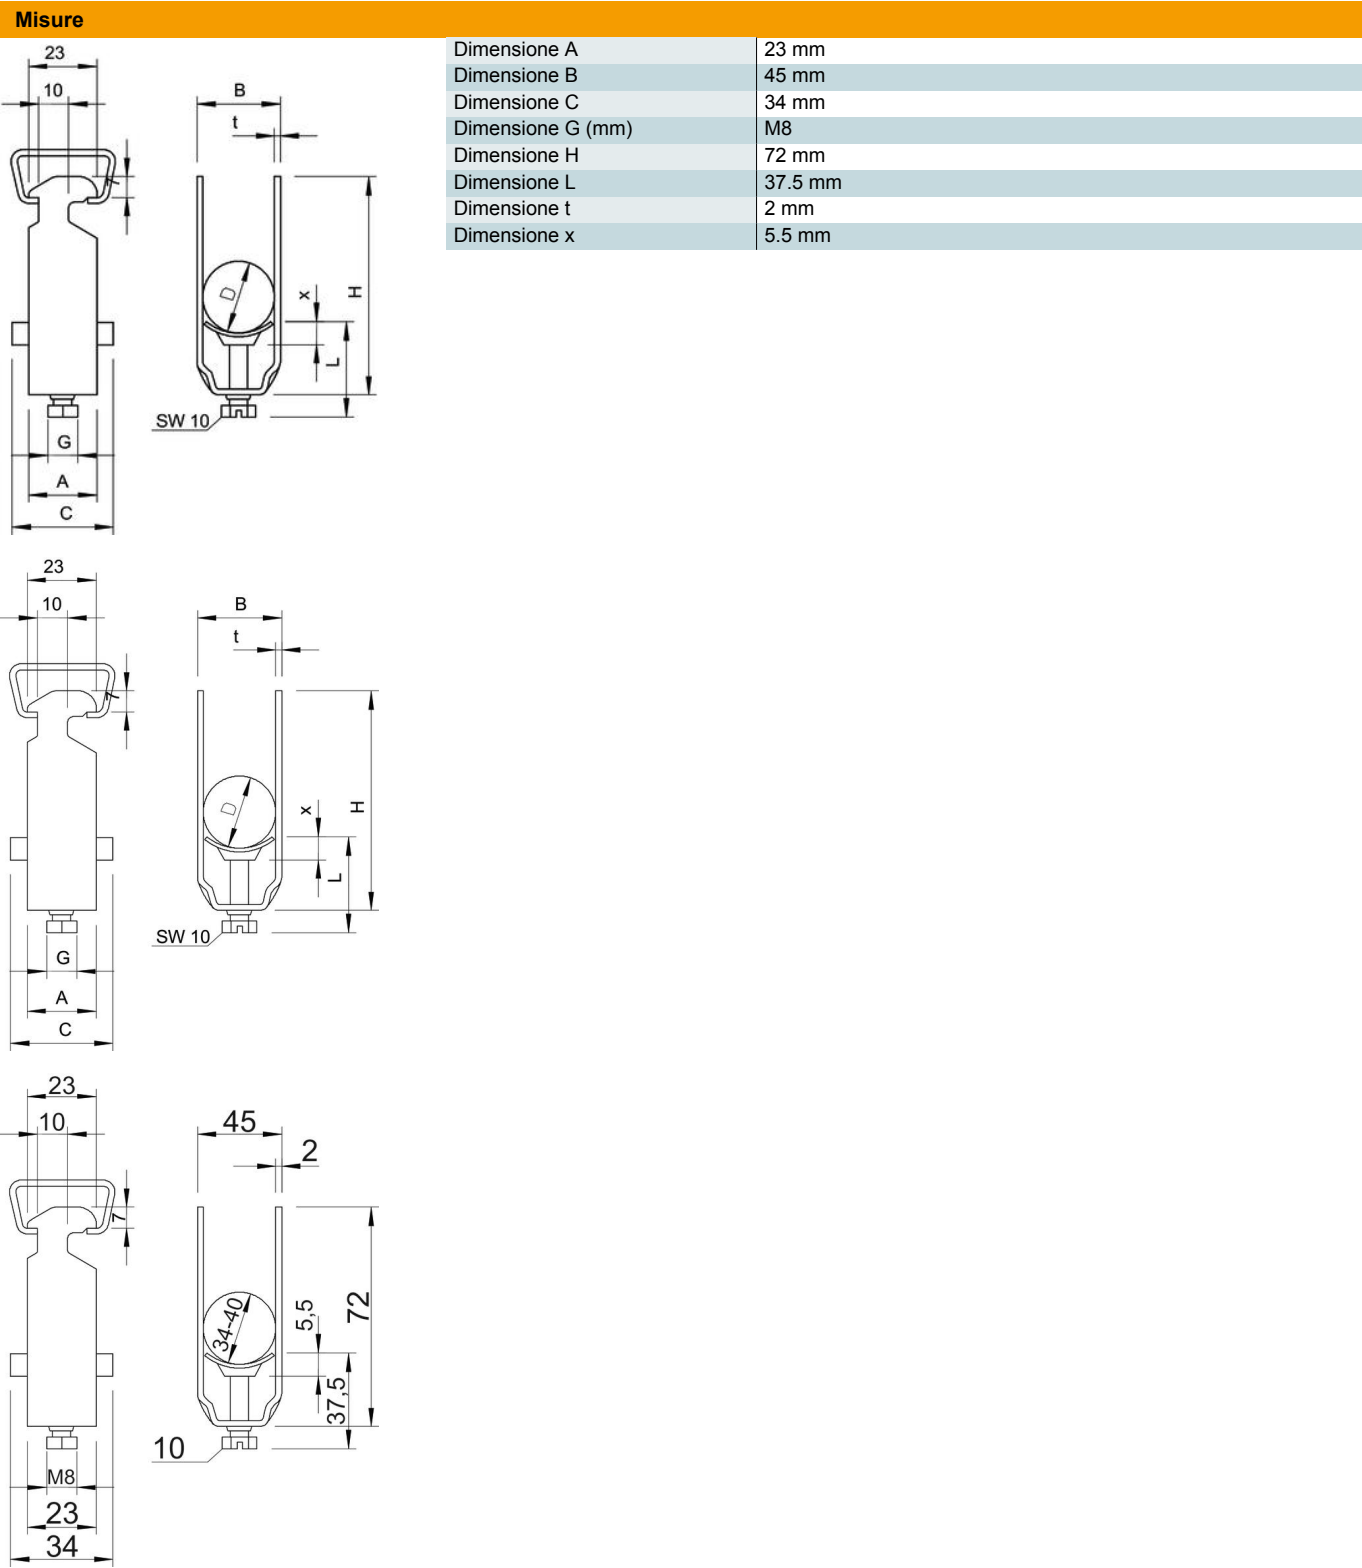 Misure
Dimensione A 23 mm
Dimensione B 45 mm
Dimensione C 34 mm
Dimensione G (mm) M8
Dimensione H 72 mm
Dimensione L 37.5 mm
Dimensione t 2 mm
Dimensione x 5.5 mm
23
10
7
B
t
D
x
H
L
SW 10
G
A
C
23
10
7
B
t
D
x
H
L
SW 10
G
A
C
23
10
7
45
2
34-40
5,5
72
37,5
10
M8
23
34